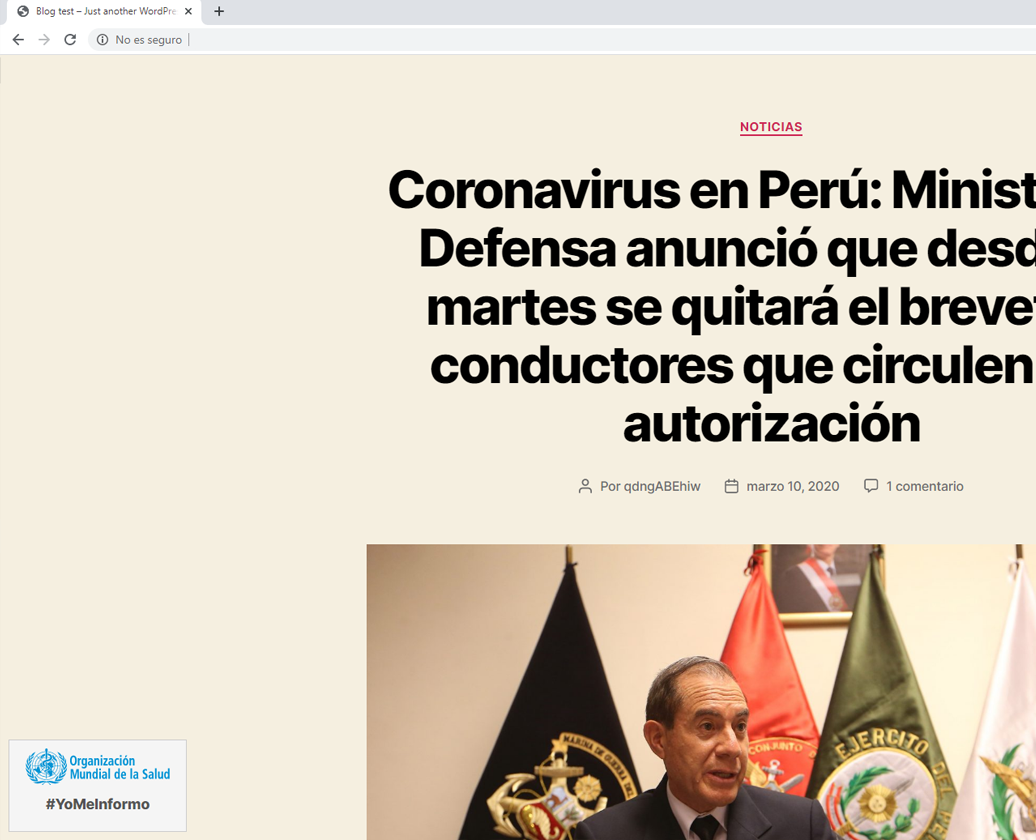 Blog test – Just another WordPre
No es seguro
NOTICIAS
Coronavirus en Perú: Minist
Defensa anunció que desd
martes se quitará el breve
conductores que circulen
autorización
Por qdngABEhiw
marzo 10, 2020
1 comentario
MARINA DE GUERRA DEL
CONJUNTO
EJERCITO
Organización
Mundial de la Salud
#YoMeInformo